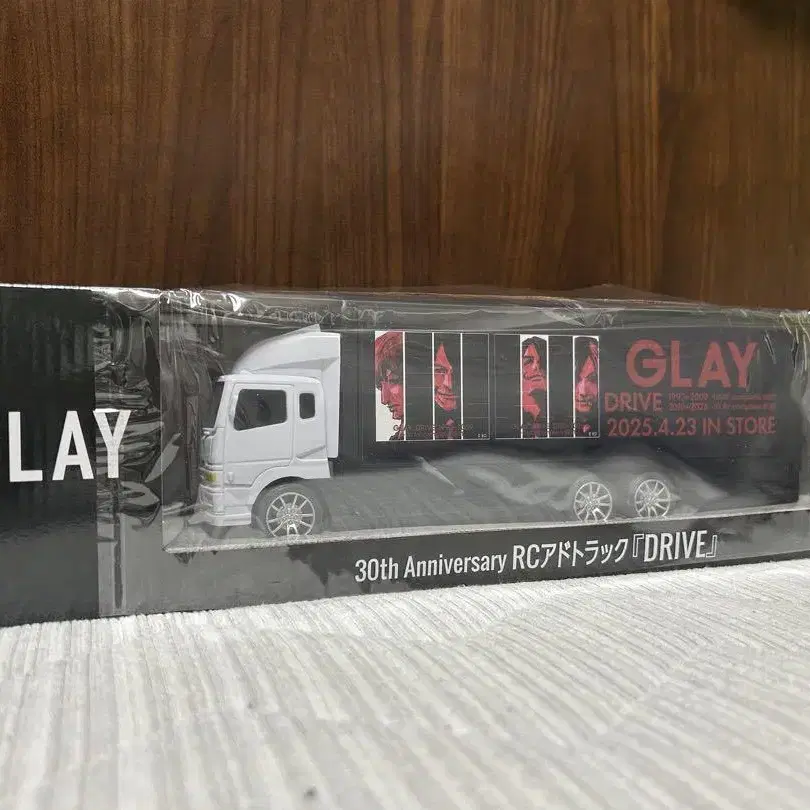 LAY
GLAY
DRIVE
2025.4.23 IN STORE
30th Anniversary RCアドトラック『DRIVE』